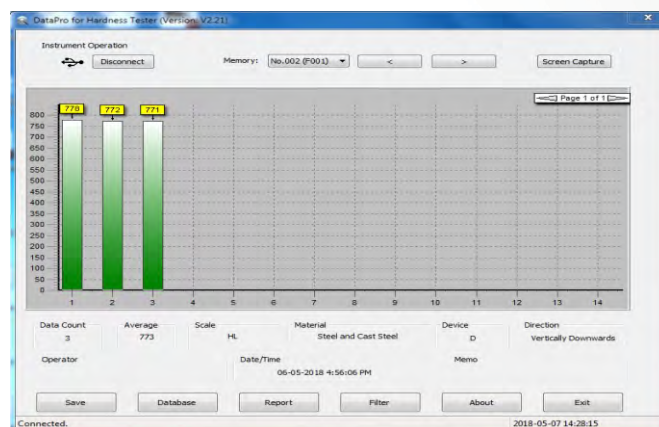 DataPro for Hardness Tester (Version: V2.21)
Instrument Operation
Disconnect
Memory: No.002 (F001) < > Screen Capture
Page 1 of 1
778 772 771
800
750
700
650
600
550
500
450
400
350
300
250
200
150
100
50
0
1 2 3 4 5 6 7 8 9 10 11 12 13 14
Data Count Average Scale Material Device Direction
3 773 HL Steel and Cast Steel D Vertically Downwards
Operator Date/Time Memo
06-05-2018 4:56:06 PM
Save Database Report Filter About Exit
Connected. 2018-05-07 14:28:15